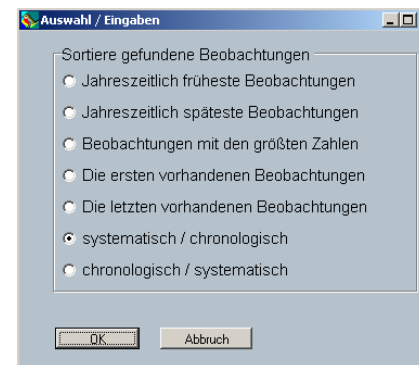 Auswahl / Eingaben
Sortiere gefundene Beobachtungen
Jahreszeitlich früheste Beobachtungen
Jahreszeitlich späteste Beobachtungen
Beobachtungen mit den größten Zahlen
Die ersten vorhandenen Beobachtungen
Die letzten vorhandenen Beobachtungen
systematisch / chronologisch
chronologisch / systematisch
OK Abbruch